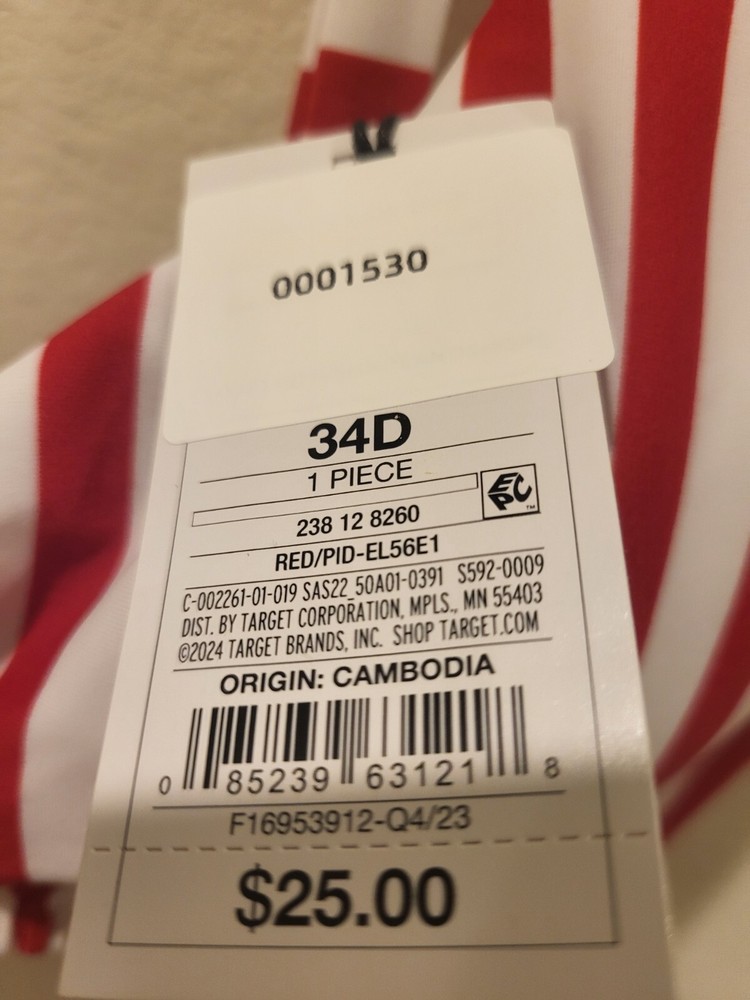 0001530
34D
1 PIECE
EPC
™
238 12 8260
RED/PID-EL56E1
C-002261-01-019 SAS22_50A01-0391 S592-0009
DIST. BY TARGET CORPORATION, MPLS., MN 55403
©2024 TARGET BRANDS, INC. SHOP TARGET.COM
ORIGIN: CAMBODIA
0 85239 63121 8
F16953912-Q4/23
$25.00